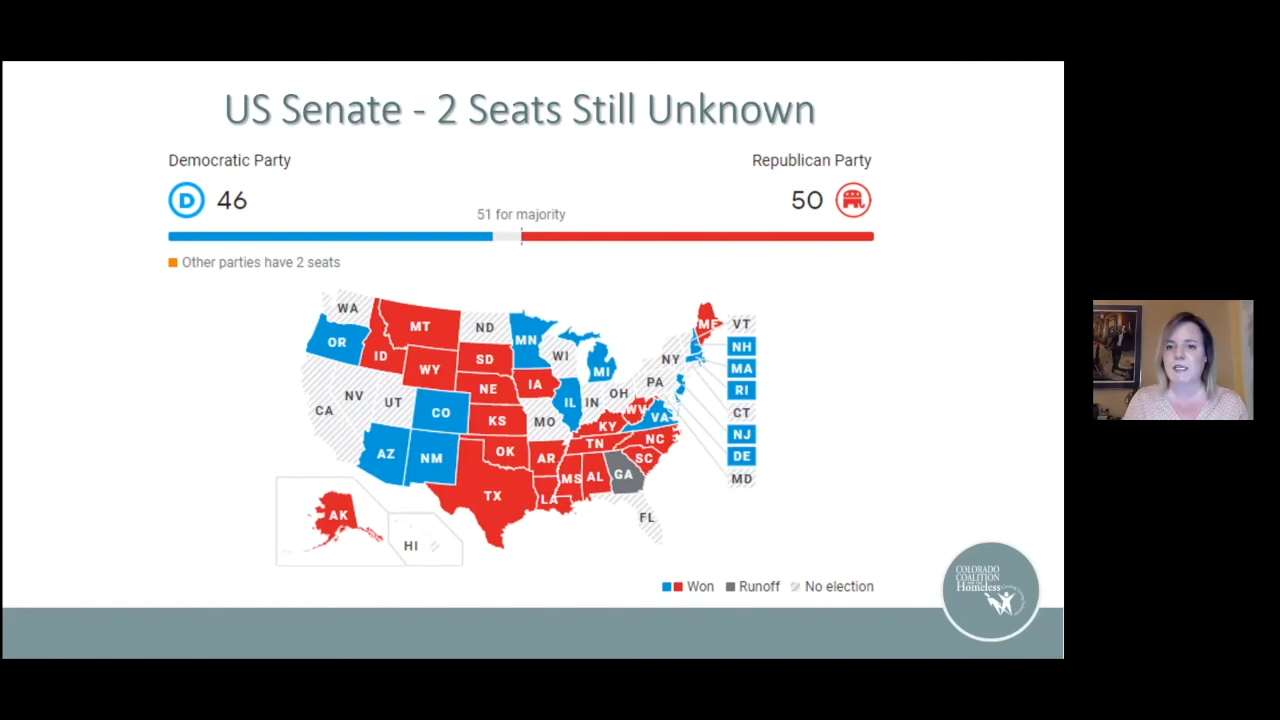 US Senate - 2 Seats Still Unknown
Democratic Party
Republican Party
D 46
50
51 for majority
Other parties have 2 seats
WA
MT
ND
MN
ME
VT
OR
ID
SD
WI
NY
NH
WY
MI
MA
NE
IA
PA
RI
NV
UT
CO
IL
IN
OH
CA
KS
MO
KY
WV
VA
CT
AZ
NM
OK
AR
TN
NC
NJ
SC
DE
TX
LA
MS
AL
GA
MD
FL
AK
HI
Won
Runoff
No election
COLORADO
COALITION
Homeless